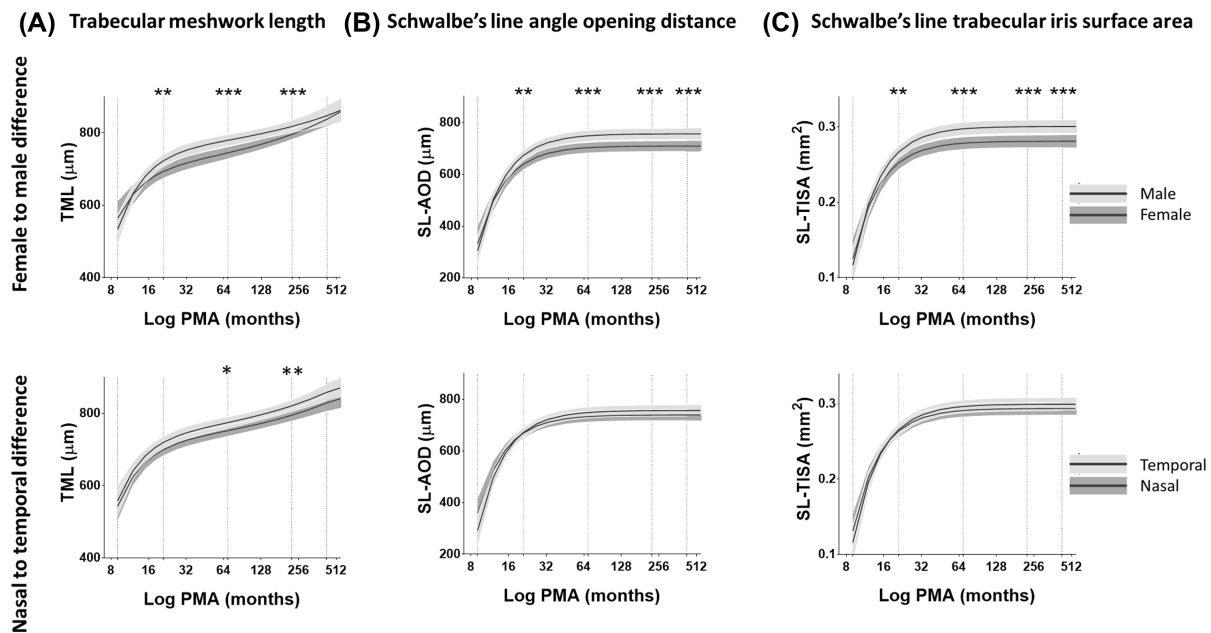 (A) Trabecular meshwork length
(B) Schwalbe's line angle opening distance
(C) Schwalbe's line trabecular iris surface area
Female to male difference
** *** ***
800
600
400
TML (μm)
8 16 32 64 128 256 512
Log PMA (months)
** *** *** ***
800
600
400
200
SL-AOD (μm)
8 16 32 64 128 256 512
Log PMA (months)
** *** *** ***
0.3
0.2
0.1
SL-TISA (mm²)
8 16 32 64 128 256 512
Log PMA (months)
Male
Female
Nasal to temporal difference
* **
800
600
400
TML (μm)
8 16 32 64 128 256 512
Log PMA (months)
800
600
400
200
SL-AOD (μm)
8 16 32 64 128 256 512
Log PMA (months)
0.3
0.2
0.1
SL-TISA (mm²)
8 16 32 64 128 256 512
Log PMA (months)
Temporal
Nasal